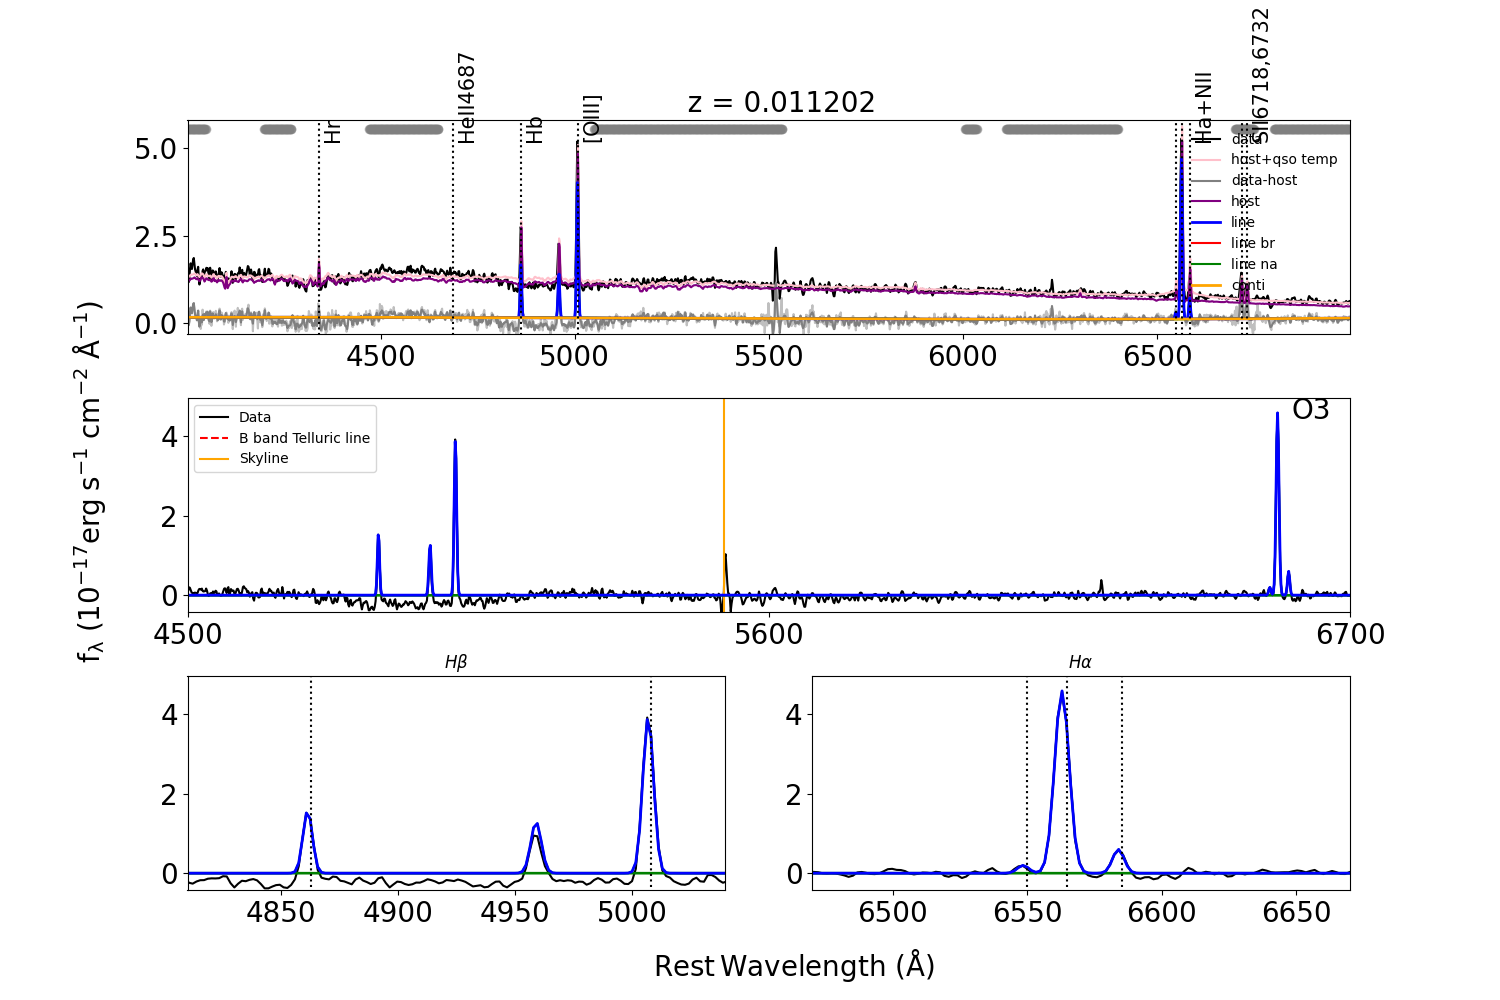 z = 0.011202
Hr
HeII4687
Hb
[OIII]
Ha+NII
SII6718,6732
data
host+qso temp
data-host
host
line
line br
line na
conti
5.0
2.5
0.0
4500 5000 5500 6000 6500
fλ (10⁻¹⁷erg s⁻¹ cm⁻² Å⁻¹)
Data
B band Telluric line
Skyline
O3
4
2
0
4500 5600 6700
Hβ
4
2
0
4850 4900 4950 5000
Hα
4
2
0
6500 6550 6600 6650
Rest Wavelength (Å)